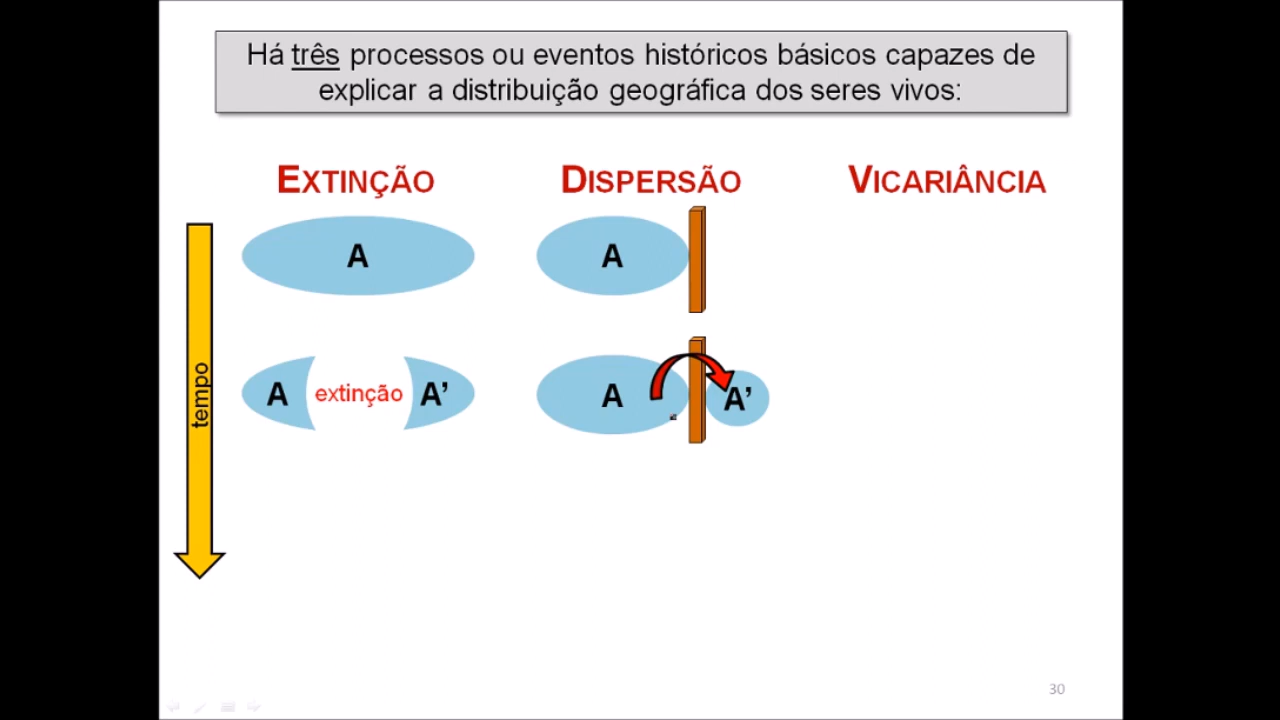 Há três processos ou eventos históricos básicos capazes de
explicar a distribuição geográfica dos seres vivos:
EXTINÇÃO DISPERSÃO VICARIÂNCIA
A A
A extinção A' A A'
tempo
30